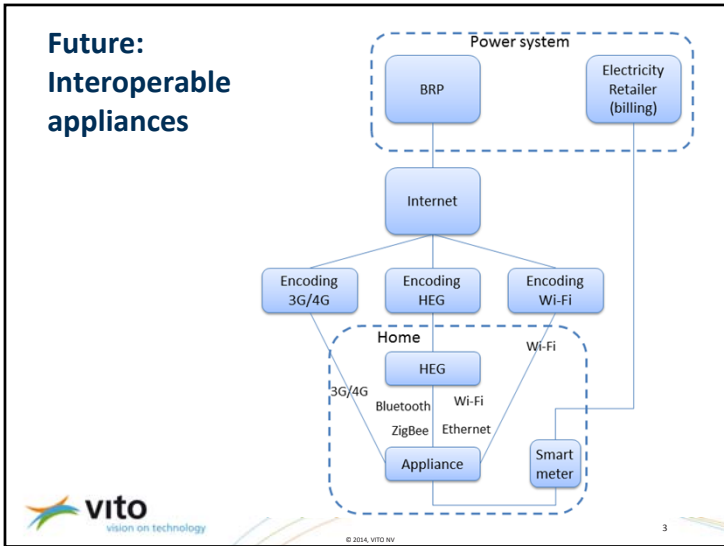 Future:
Interoperable
appliances
Power system
BRP
Electricity
Retailer
(billing)
Internet
Encoding
3G/4G
Encoding
HEG
Encoding
Wi-Fi
Home
Wi-Fi
HEG
3G/4G
Bluetooth
Wi-Fi
ZigBee
Ethernet
Appliance
Smart
meter
vito
vision on technology
© 2014, VITO NV
3